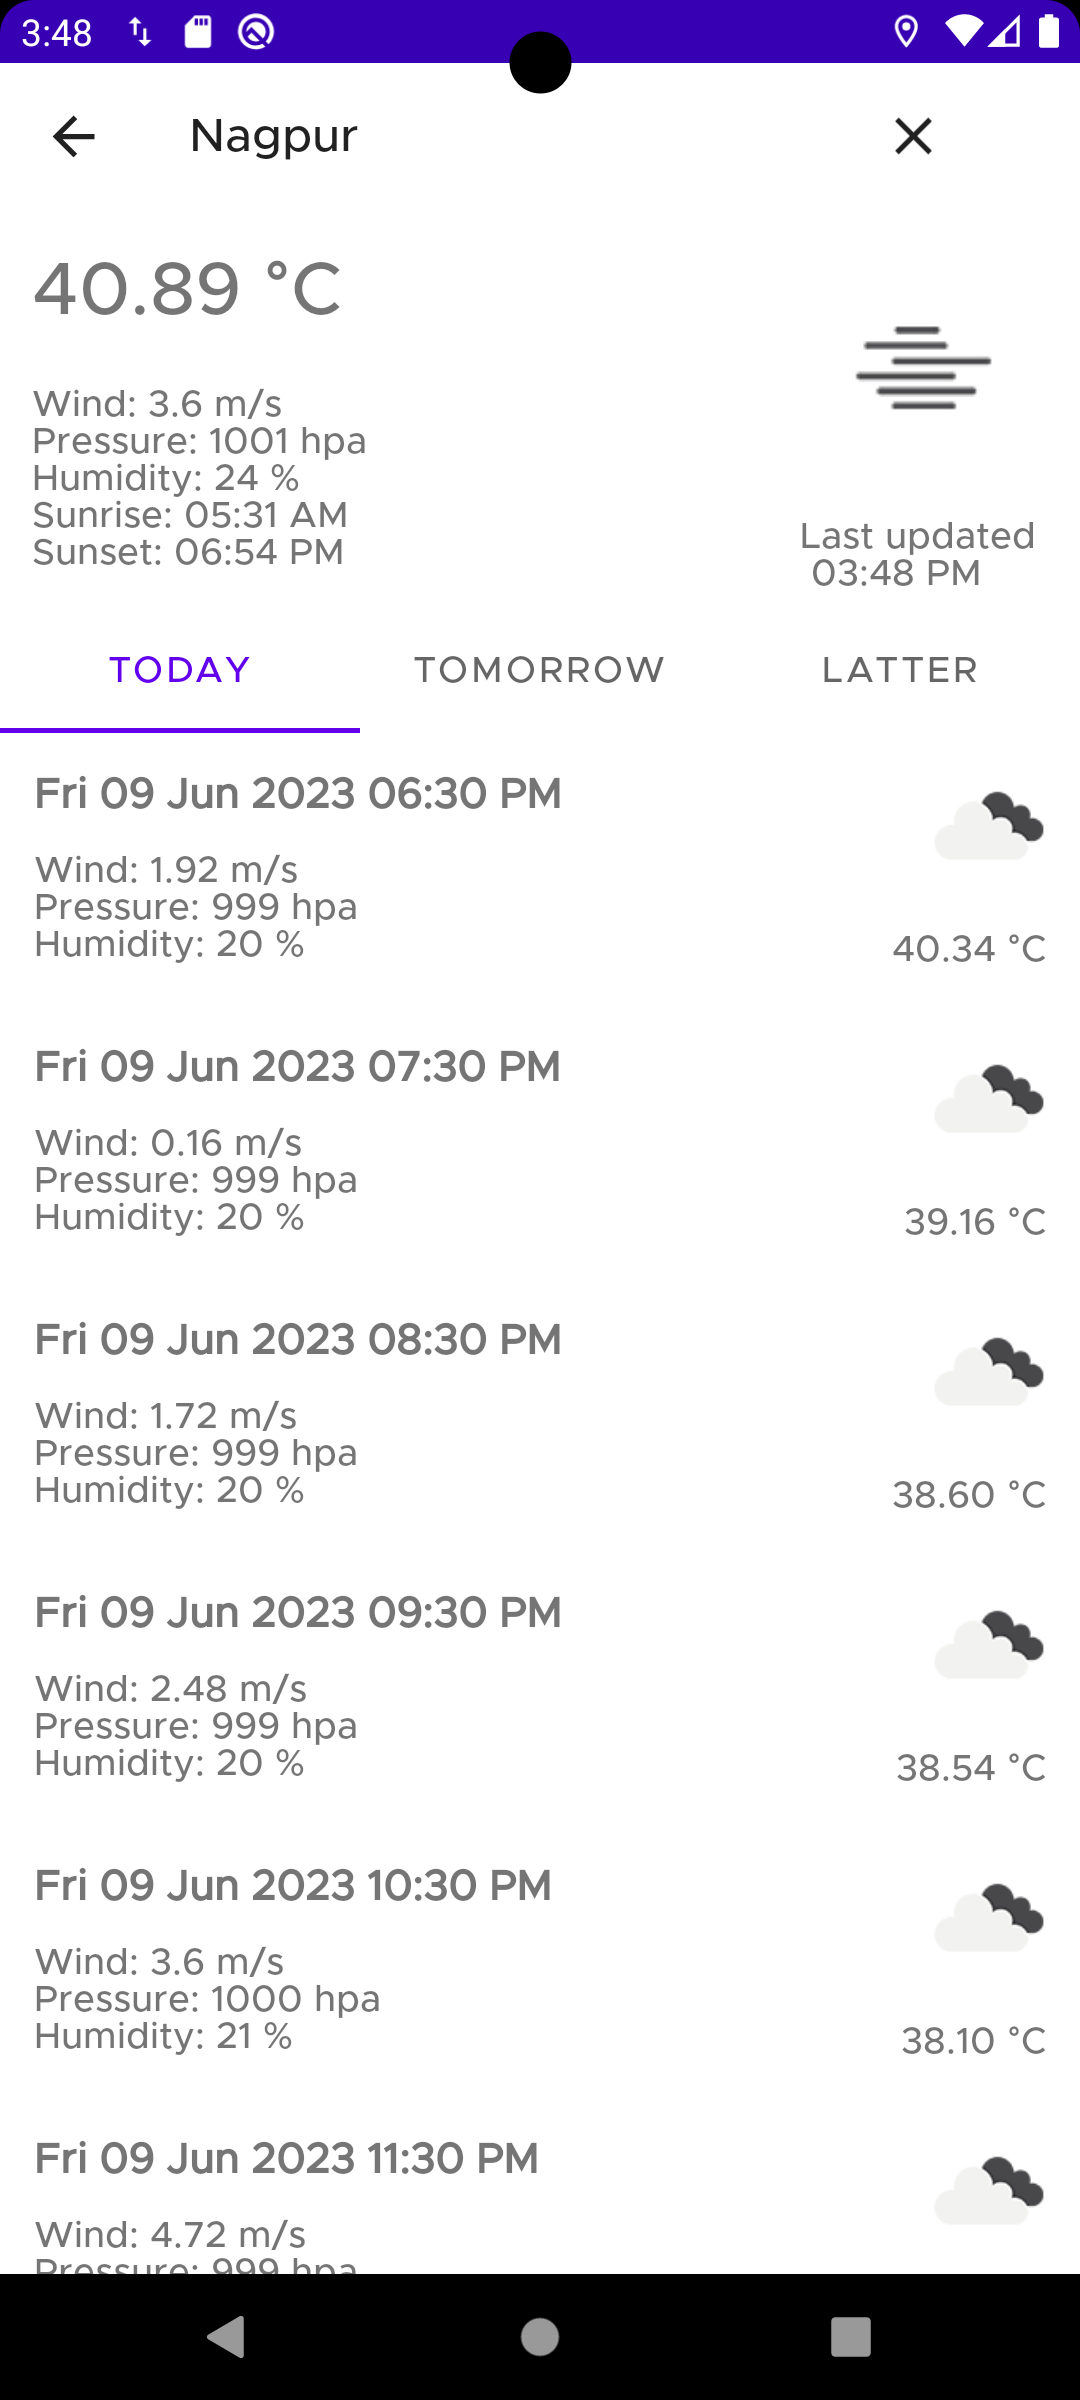 3:48
Nagpur
40.89 °C
Wind: 3.6 m/s
Pressure: 1001 hpa
Humidity: 24 %
Sunrise: 05:31 AM
Sunset: 06:54 PM
Last updated
03:48 PM
TODAY TOMORROW LATTER
Fri 09 Jun 2023 06:30 PM
Wind: 1.92 m/s
Pressure: 999 hpa
Humidity: 20 %
40.34 °C
Fri 09 Jun 2023 07:30 PM
Wind: 0.16 m/s
Pressure: 999 hpa
Humidity: 20 %
39.16 °C
Fri 09 Jun 2023 08:30 PM
Wind: 1.72 m/s
Pressure: 999 hpa
Humidity: 20 %
38.60 °C
Fri 09 Jun 2023 09:30 PM
Wind: 2.48 m/s
Pressure: 999 hpa
Humidity: 20 %
38.54 °C
Fri 09 Jun 2023 10:30 PM
Wind: 3.6 m/s
Pressure: 1000 hpa
Humidity: 21 %
38.10 °C
Fri 09 Jun 2023 11:30 PM
Wind: 4.72 m/s
Pressure: 999 hpa